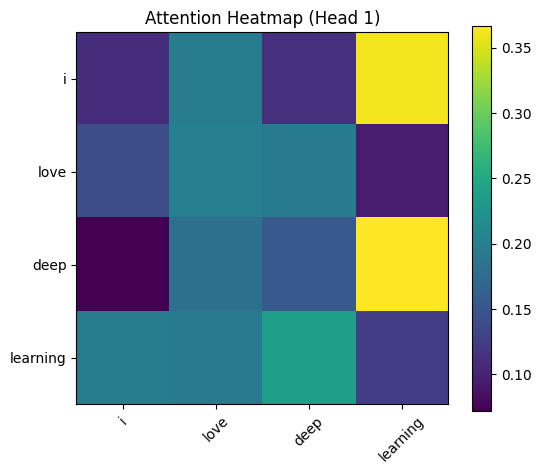 Attention Heatmap (Head 1)
i
love
deep
learning
i
love
deep
learning
0.35
0.30
0.25
0.20
0.15
0.10